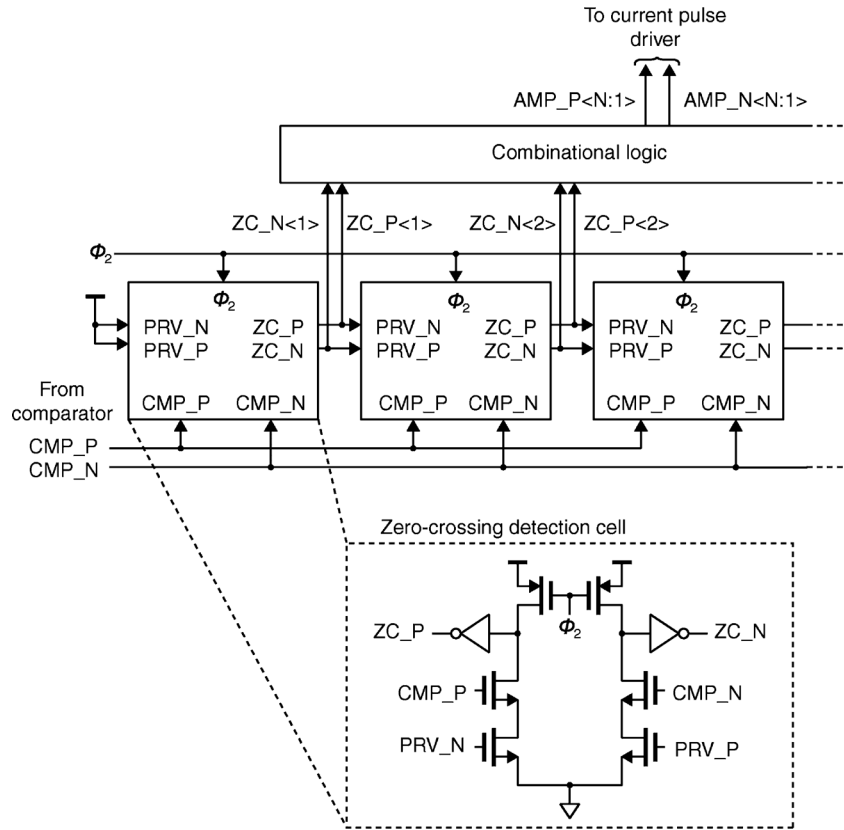 To current pulse
driver
AMP_P<N:1> AMP_N<N:1>
Combinational logic
ZC_N<1> ZC_P<1> ZC_N<2> ZC_P<2>
Φ2
Φ2 Φ2 Φ2
PRV_N ZC_P PRV_N ZC_P PRV_N ZC_P
PRV_P ZC_N PRV_P ZC_N PRV_P ZC_N
From
comparator
CMP_P CMP_N CMP_P CMP_N CMP_P CMP_N
CMP_P
CMP_N
Zero-crossing detection cell
ZC_P Φ2 ZC_N
CMP_P CMP_N
PRV_N PRV_P